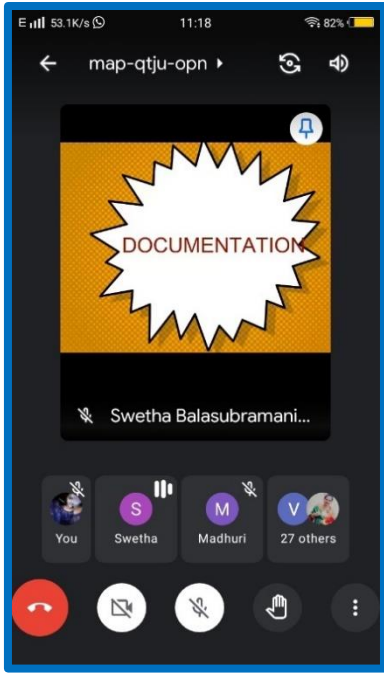 E 53.1K/s 11:18 82%
map-qtju-opn
DOCUMENTATION
Swetha Balasubramani...
S M V
You Swetha Madhuri 27 others